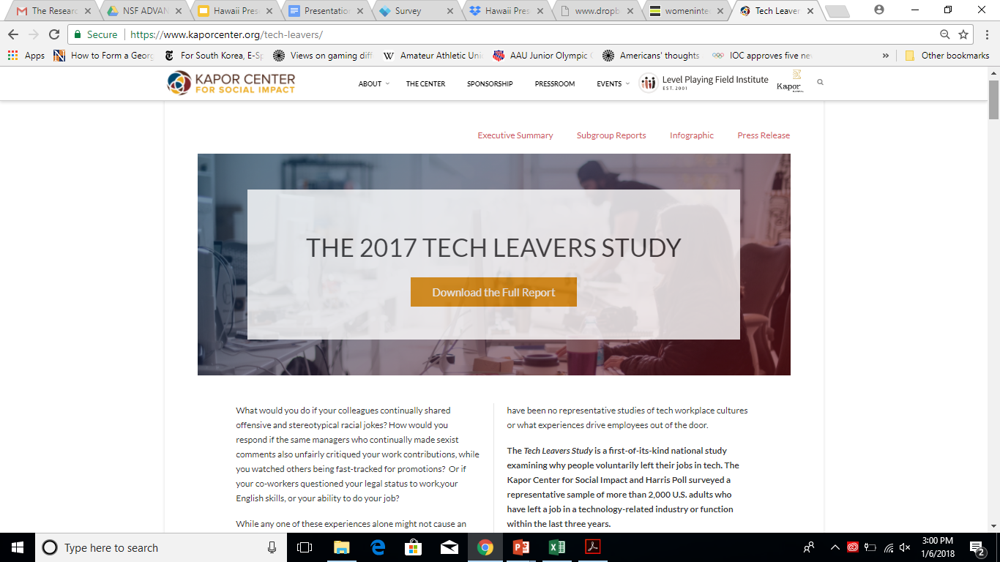 The Researc
NSF ADVAN
Hawaii Pres
Presentation
Survey
Hawaii Pres
www.dropb
womeninte
Tech Leaver
Secure
https://www.kaporcenter.org/tech-leavers/
Apps
How to Form a Georg
For South Korea, E-Sp
Views on gaming diff
W Amateur Athletic Unio
AAU Junior Olympic G
Americans' thoughts
IOC approves five new
»
Other bookmarks
KAPOR CENTER
FOR SOCIAL IMPACT
ABOUT
THE CENTER
SPONSORSHIP
PRESSROOM
EVENTS
Level Playing Field Institute
EST. 2001
Kapor
Executive Summary
Subgroup Reports
Infographic
Press Release
THE 2017 TECH LEAVERS STUDY
Download the Full Report
What would you do if your colleagues continually shared
offensive and stereotypical racial jokes? How would you
respond if the same managers who continually made sexist
comments also unfairly critiqued your work contributions, while
you watched others being fast-tracked for promotions? Or if
your co-workers questioned your legal status to work,your
English skills, or your ability to do your job?
While any one of these experiences alone might not cause an
have been no representative studies of tech workplace cultures
or what experiences drive employees out of the door.
The Tech Leavers Study is a first-of-its-kind national study
examining why people voluntarily left their jobs in tech. The
Kapor Center for Social Impact and Harris Poll surveyed a
representative sample of more than 2,000 U.S. adults who
have left a job in a technology-related industry or function
within the last three years.
Type here to search
3:00 PM
1/6/2018
2